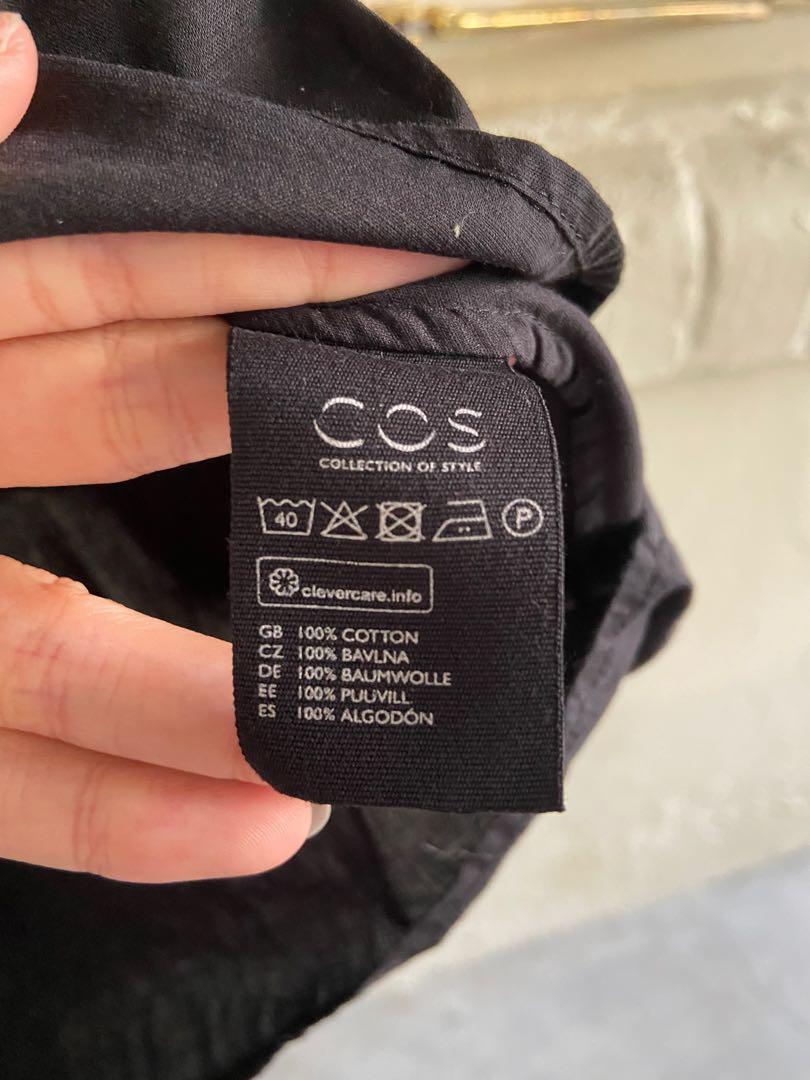 COS
COLLECTION OF STYLE
40 P
clevercare.info
GB 100% COTTON
CZ 100% BAVLNA
DE 100% BAUMWOLLE
EE 100% PUUVILL
ES 100% ALGODÓN